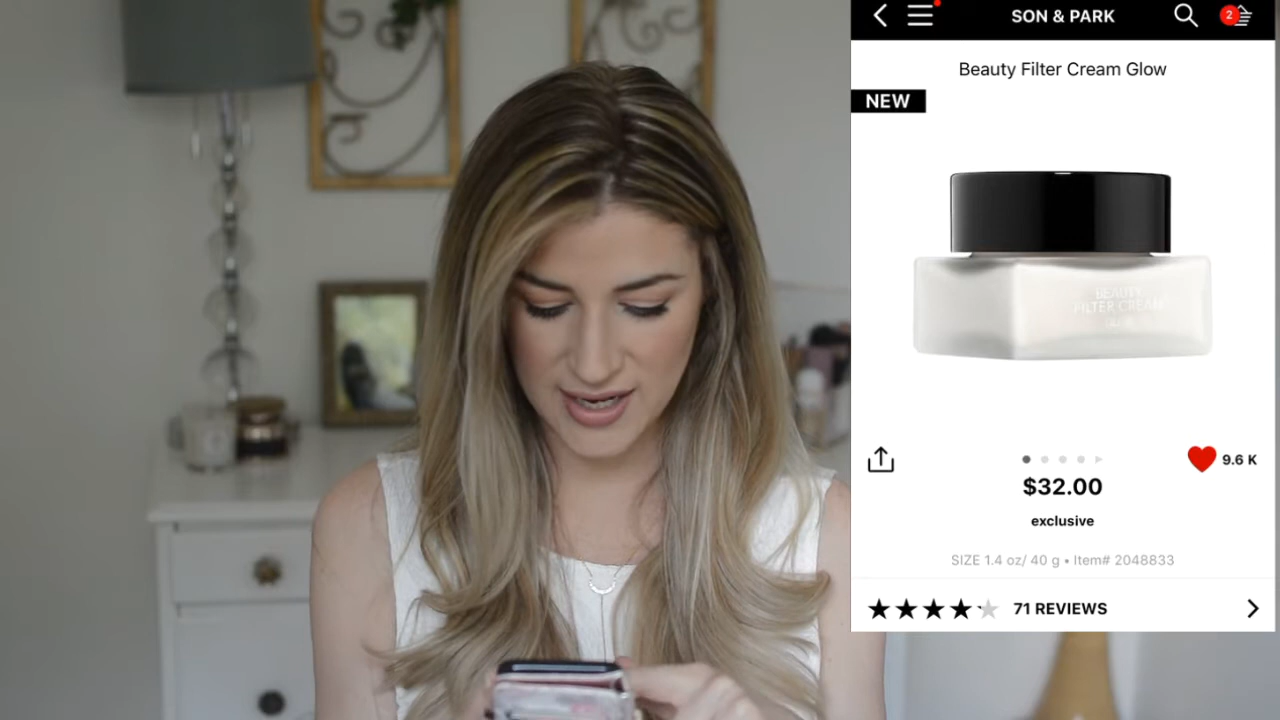 SON & PARK
2
Beauty Filter Cream Glow
NEW
BEAUTY
FILTER CREAM
9.6 K
$32.00
exclusive
SIZE 1.4 oz/ 40 g • Item# 2048833
71 REVIEWS